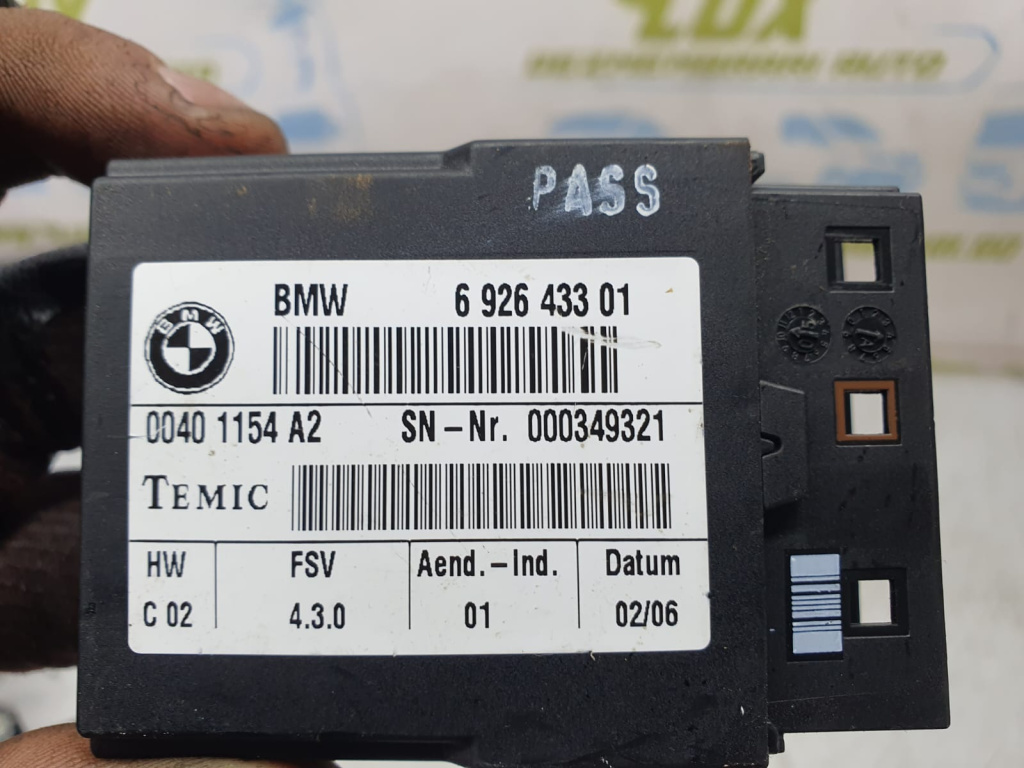 PASS
BMW 6 926 433 01
BMW
0040 1154 A2 SN-Nr. 000349321
TEMIC
HW FSV Aend.-Ind. Datum
C 02 4.3.0 01 02/06